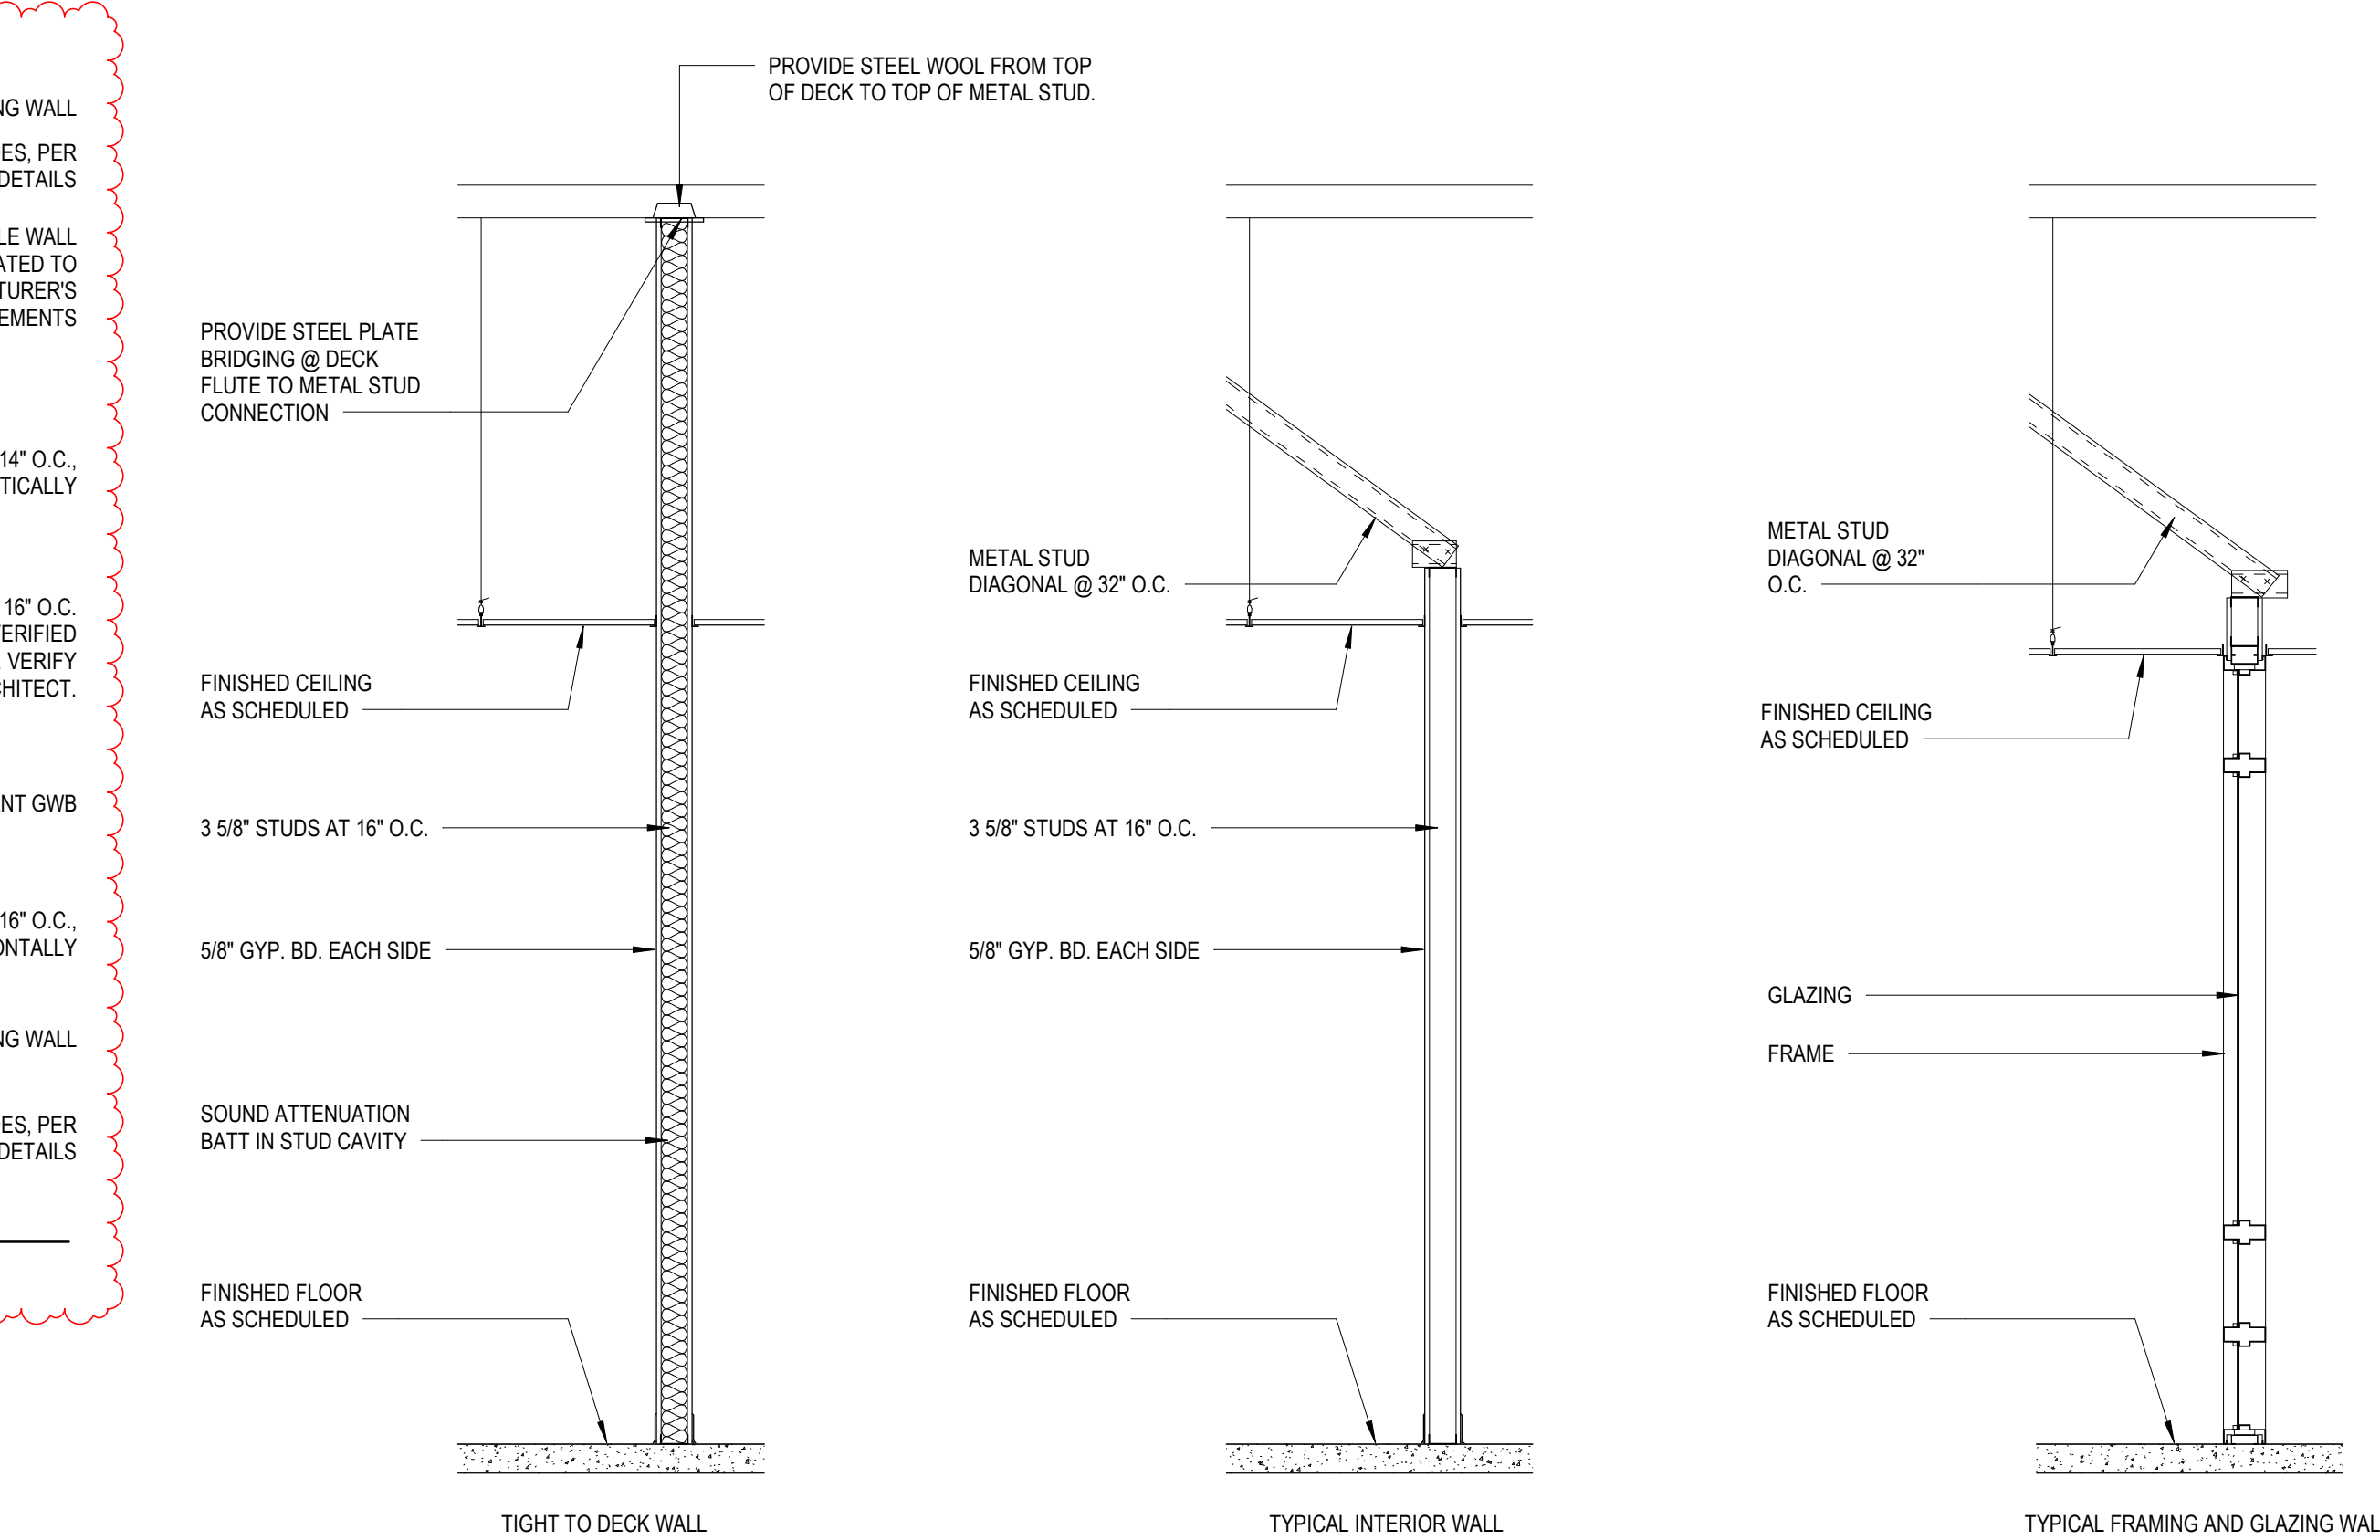 NG WALL
ES, PER
DETAILS
LE WALL
ATED TO
TURER'S
EMENTS
14" O.C.,
TICALLY
16" O.C.
VERIFIED
VERIFY
CHITECT.
ANT GWB
16" O.C.,
ONTALLY
NG WALL
ES, PER
DETAILS
PROVIDE STEEL WOOL FROM TOP
OF DECK TO TOP OF METAL STUD.
PROVIDE STEEL PLATE
BRIDGING @ DECK
FLUTE TO METAL STUD
CONNECTION
FINISHED CEILING
AS SCHEDULED
3 5/8" STUDS AT 16" O.C.
5/8" GYP. BD. EACH SIDE
SOUND ATTENUATION
BATT IN STUD CAVITY
FINISHED FLOOR
AS SCHEDULED
TIGHT TO DECK WALL
METAL STUD
DIAGONAL @ 32" O.C.
FINISHED CEILING
AS SCHEDULED
3 5/8" STUDS AT 16" O.C.
5/8" GYP. BD. EACH SIDE
FINISHED FLOOR
AS SCHEDULED
TYPICAL INTERIOR WALL
METAL STUD
DIAGONAL @ 32"
O.C.
FINISHED CEILING
AS SCHEDULED
GLAZING
FRAME
FINISHED FLOOR
AS SCHEDULED
TYPICAL FRAMING AND GLAZING WAL